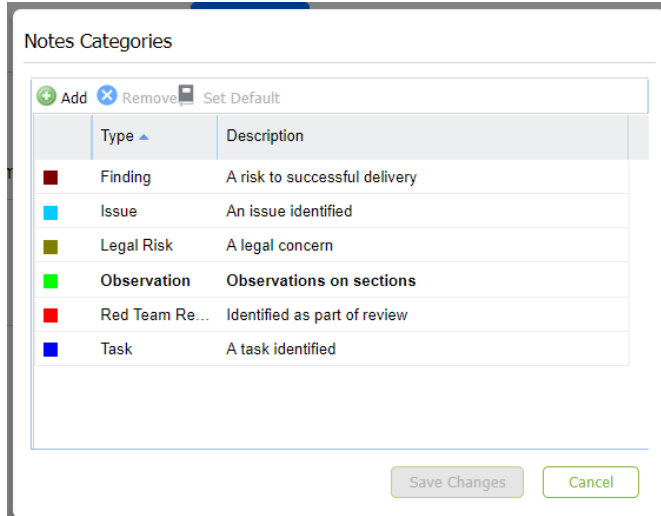 Notes Categories
Add Remove Set Default
Type Description
Finding A risk to successful delivery
Issue An issue identified
Legal Risk A legal concern
Observation Observations on sections
Red Team Re... Identified as part of review
Task A task identified
Save Changes Cancel